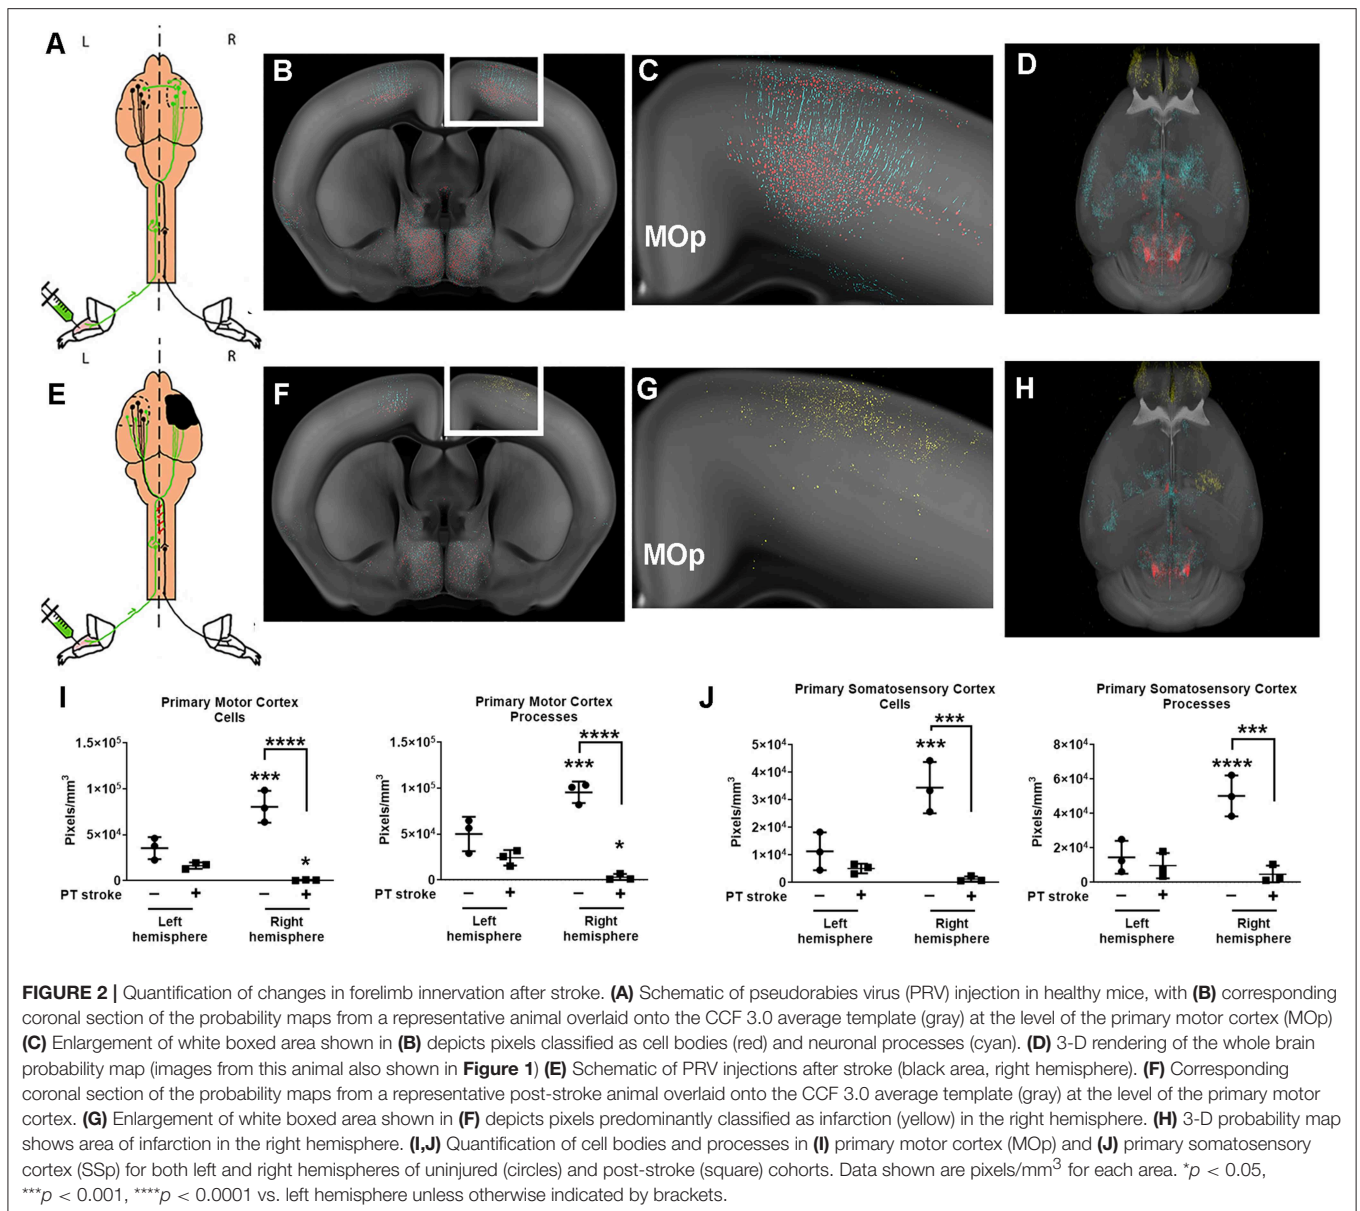 A
L
R
B
C
MOp
D
E
L
R
F
G
MOp
H
I
Primary Motor Cortex
Cells
Pixels/mm³
1.5×10⁵
1×10⁵
5×10⁴
0
***
****
*
PT stroke
− + − +
Left
hemisphere
Right
hemisphere
Primary Motor Cortex
Processes
Pixels/mm³
1.5×10⁵
1×10⁵
5×10⁴
0
***
****
*
− + − +
Left
hemisphere
Right
hemisphere
J
Primary Somatosensory Cortex
Cells
Pixels/mm³
5×10⁴
4×10⁴
3×10⁴
2×10⁴
1×10⁴
0
***
***
PT stroke
− + − +
Left
hemisphere
Right
hemisphere
Primary Somatosensory Cortex
Processes
Pixels/mm³
8×10⁴
6×10⁴
4×10⁴
2×10⁴
0
****
***
− + − +
Left
hemisphere
Right
hemisphere
FIGURE 2 | Quantification of changes in forelimb innervation after stroke. (A) Schematic of pseudorabies virus (PRV) injection in healthy mice, with (B) corresponding
coronal section of the probability maps from a representative animal overlaid onto the CCF 3.0 average template (gray) at the level of the primary motor cortex (MOp)
(C) Enlargement of white boxed area shown in (B) depicts pixels classified as cell bodies (red) and neuronal processes (cyan). (D) 3-D rendering of the whole brain
probability map (images from this animal also shown in Figure 1) (E) Schematic of PRV injections after stroke (black area, right hemisphere). (F) Corresponding
coronal section of the probability maps from a representative post-stroke animal overlaid onto the CCF 3.0 average template (gray) at the level of the primary motor
cortex. (G) Enlargement of white boxed area shown in (F) depicts pixels predominantly classified as infarction (yellow) in the right hemisphere. (H) 3-D probability map
shows area of infarction in the right hemisphere. (I,J) Quantification of cell bodies and processes in (I) primary motor cortex (MOp) and (J) primary somatosensory
cortex (SSp) for both left and right hemispheres of uninjured (circles) and post-stroke (square) cohorts. Data shown are pixels/mm³ for each area. *p < 0.05,
***p < 0.001, ****p < 0.0001 vs. left hemisphere unless otherwise indicated by brackets.